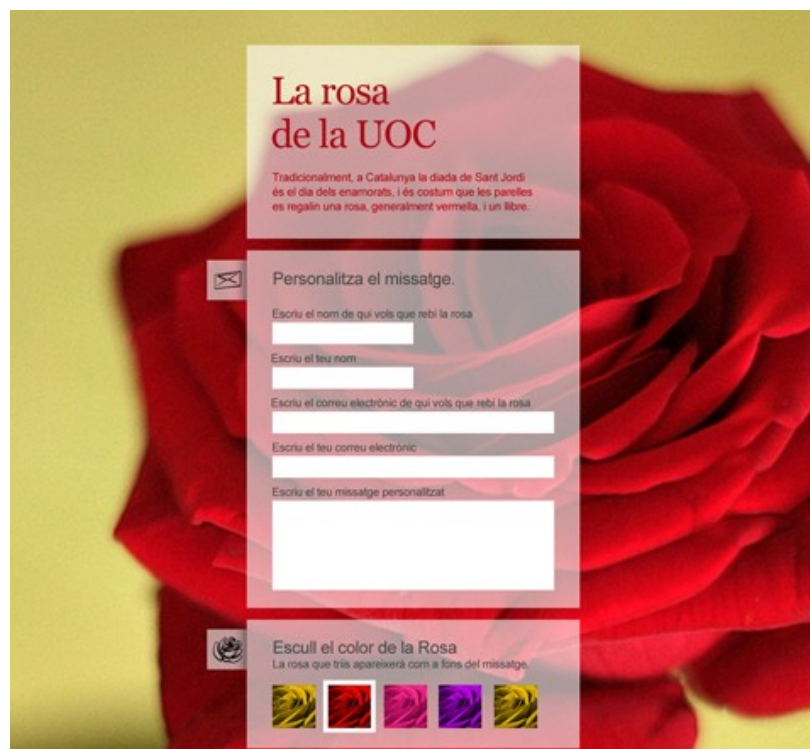 La rosa
de la UOC
Tradicionalment, a Catalunya la diada de Sant Jordi
és el dia dels enamorats, i és costum que les parelles
es regalin una rosa, generalment vermella, i un llibre.
Personalitza el missatge.
Escriu el nom de qui vols que rebi la rosa
Escriu el teu nom
Escriu el correu electrònic de qui vols que rebi la rosa
Escriu el teu correu electrònic
Escriu el teu missatge personalitzat
Escull el color de la Rosa
La rosa que triïs apareixerà com a fons del missatge.